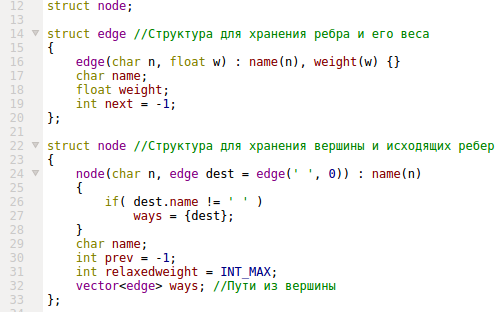 12 struct node;
13
14 struct edge //Структура для хранения ребра и его веса
15 {
16     edge(char n, float w) : name(n), weight(w) {}
17     char name;
18     float weight;
19     int next = -1;
20 };
21
22 struct node //Структура для хранения вершины и исходящих ребер
23 {
24     node(char n, edge dest = edge(' ', 0)) : name(n)
25     {
26         if( dest.name != ' ' )
27             ways = {dest};
28     }
29     char name;
30     int prev = -1;
31     int relaxedweight = INT_MAX;
32     vector<edge> ways; //Пути из вершины
33 };